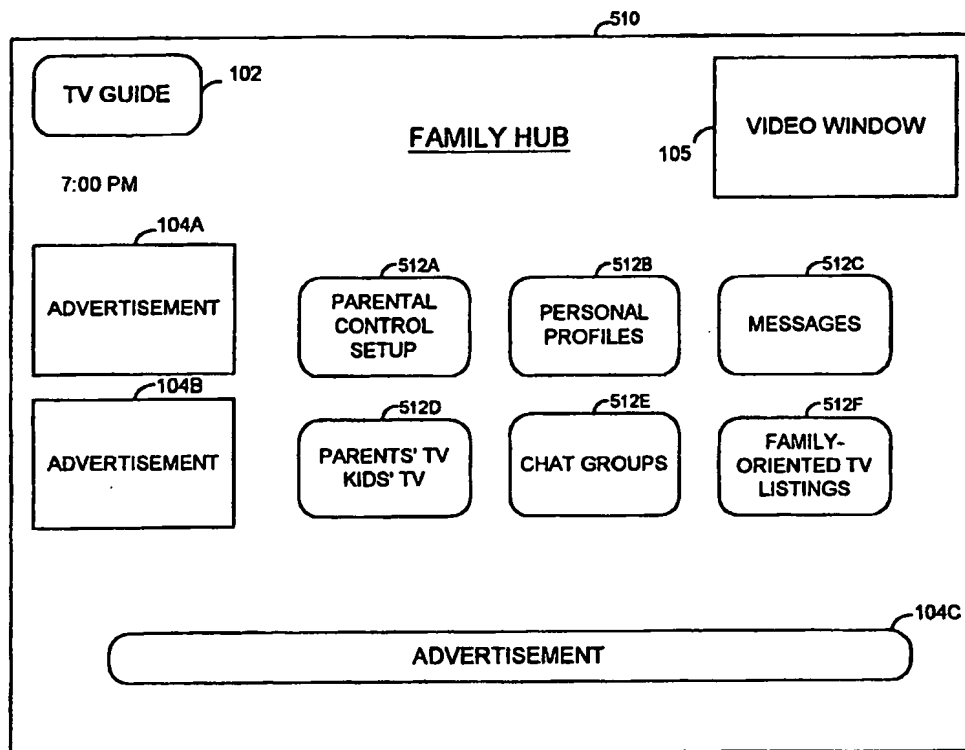 510
TV GUIDE
102
FAMILY HUB
VIDEO WINDOW
105
7:00 PM
104A
ADVERTISEMENT
512A
PARENTAL
CONTROL
SETUP
512B
PERSONAL
PROFILES
512C
MESSAGES
104B
ADVERTISEMENT
512D
PARENTS' TV
KIDS' TV
512E
CHAT GROUPS
512F
FAMILY-
ORIENTED TV
LISTINGS
104C
ADVERTISEMENT